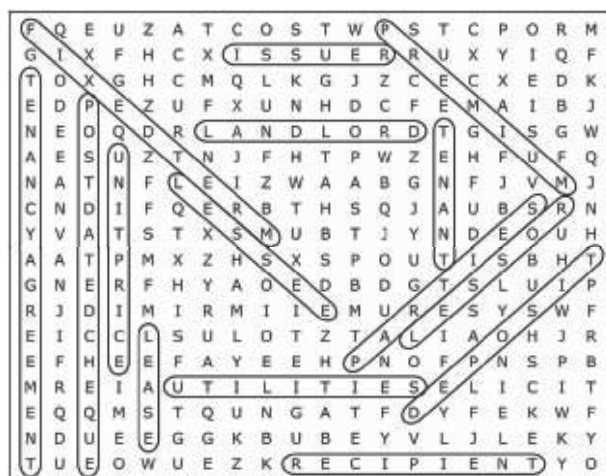 F Q E U Z A T C O S T W P S T C P O R M
G I X F H C X I S S U E R R U X Y I Q F
T O X G H C M Q L K G J Z C E C X E D K
E D P E Z U F X U N H D C F E M A I B J
N E O Q D R L A N D L O R D T G I S G W
A E S U Z T N J F H T P W Z E H F U F Q
N A T N F L E I Z W A A B G N F J V M J
C N D I F Q E R B T H S Q J A U B S R N
Y V A T S T X S M U B T J Y N D E O U H
A A T P M X Z H S X S P O U T I S B H T
G N E R F H Y A O E D B D G T S L U I P
R J D I M I R M I I E M U R E S Y S W F
E I C C L S U L O T Z T A L I A O H J R
E F H E E F A Y E E H P N O F P N S P B
M R E I A U T I L I T I E S E L I C I T
E Q Q M S T Q U N G A T F D Y F E K W F
N D U E E G G K B U B E Y V L J L E K Y
T U E O W U E Z K R E C I P I E N T Y O